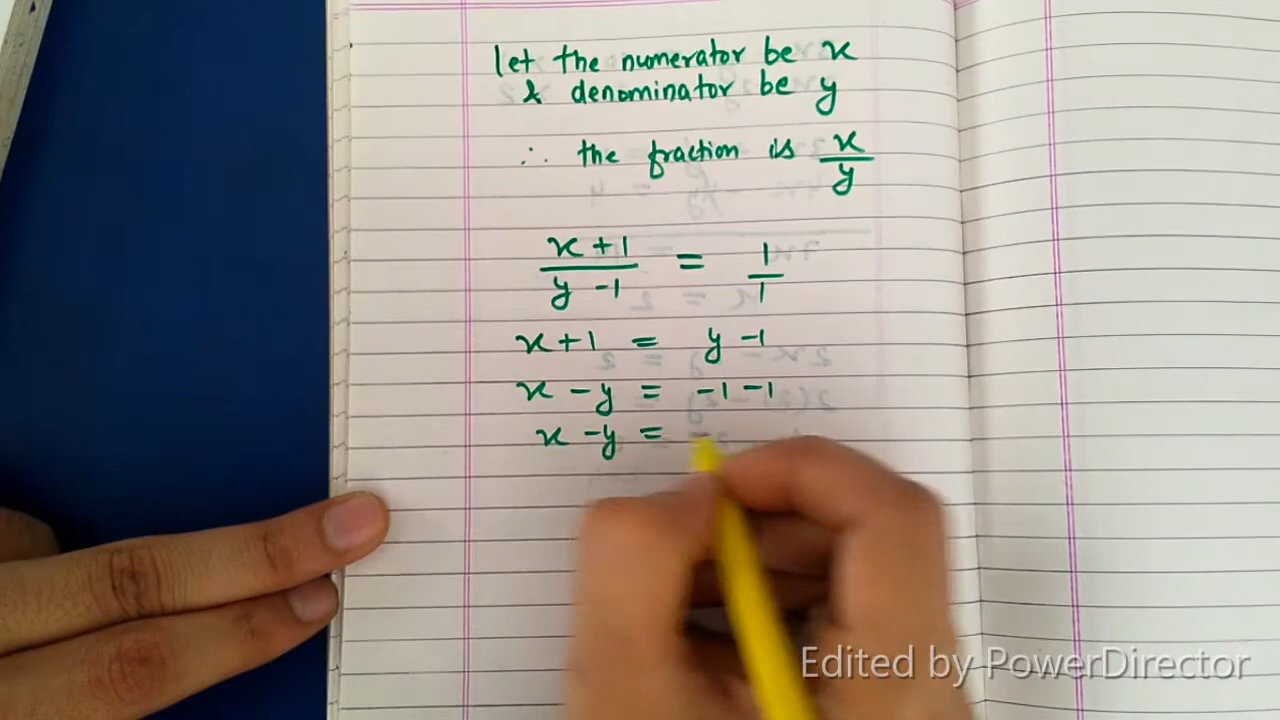 let the numerator be x
& denominator be y
∴ the fraction is x/y
x + 1 / y - 1 = 1/1
x + 1 = y - 1
x - y = -1 - 1
x - y = -
Edited by PowerDirector